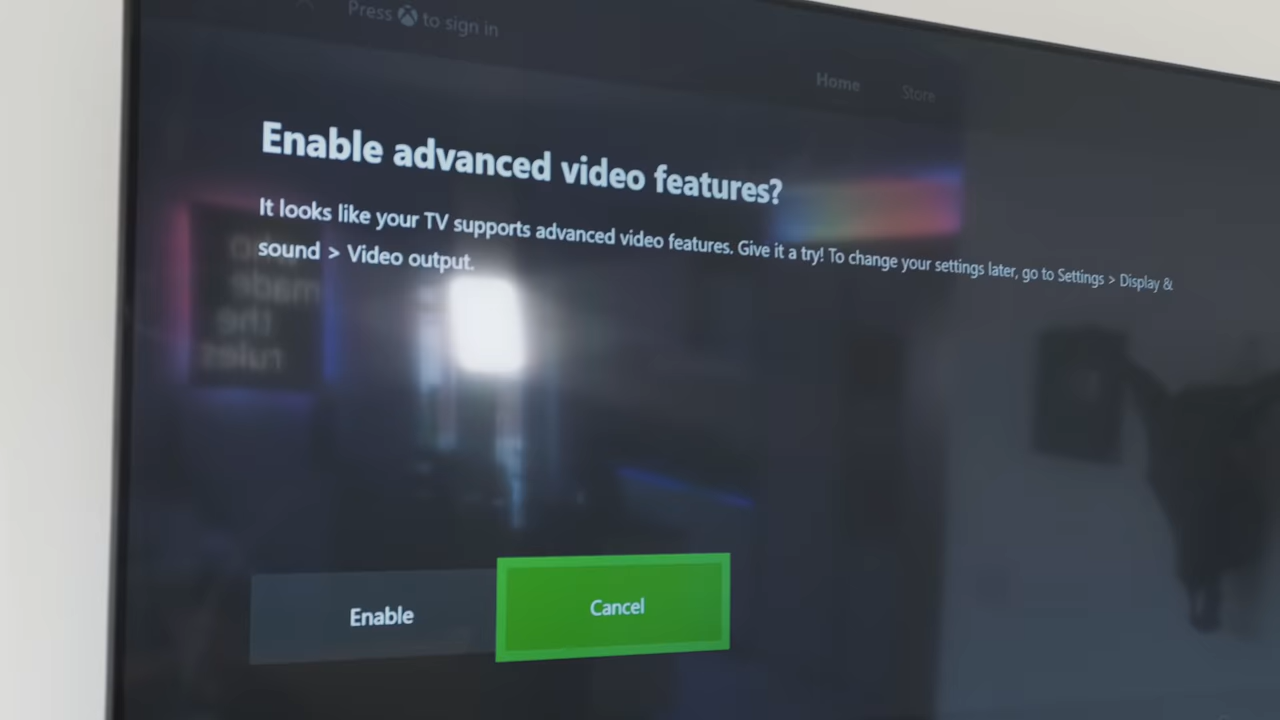 Press to sign in
Home Store
Enable advanced video features?
It looks like your TV supports advanced video features. Give it a try! To change your settings later, go to Settings > Display &
sound > Video output.
Enable Cancel